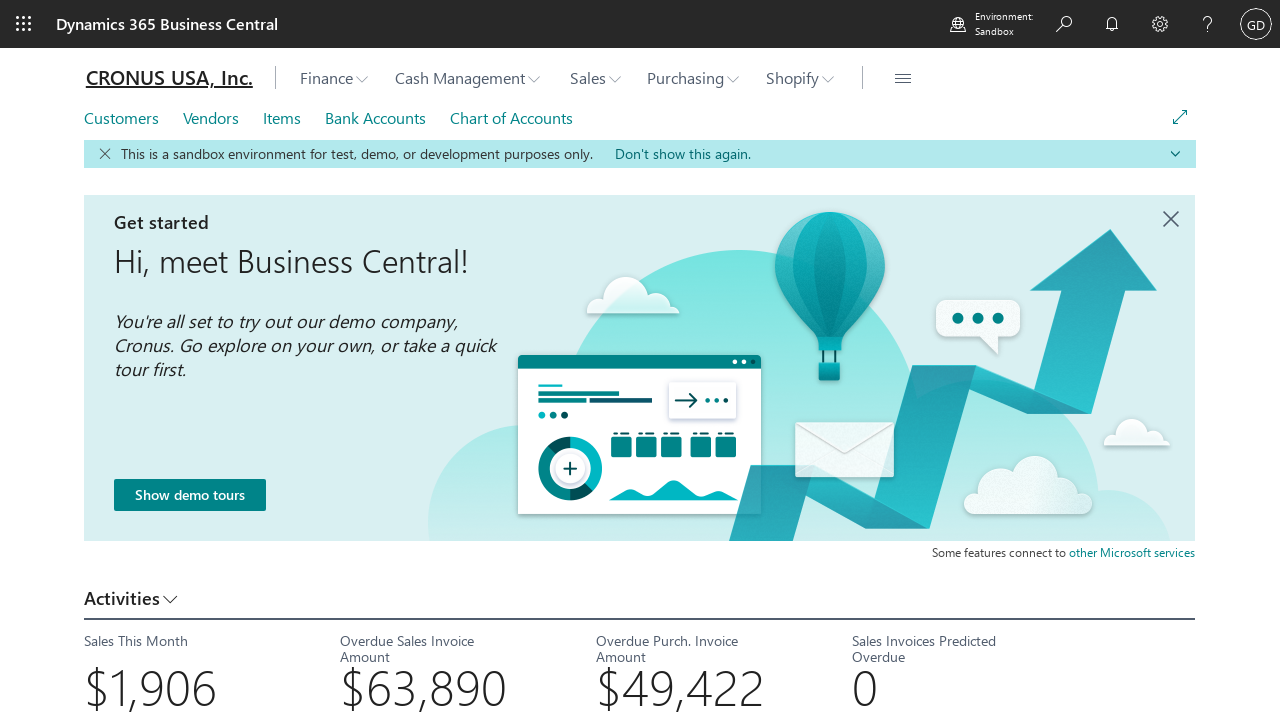 Dynamics 365 Business Central
Environment:
Sandbox
GD
CRONUS USA, Inc.
Finance
Cash Management
Sales
Purchasing
Shopify
Customers
Vendors
Items
Bank Accounts
Chart of Accounts
This is a sandbox environment for test, demo, or development purposes only.
Don't show this again.
Get started
Hi, meet Business Central!
You're all set to try out our demo company,
Cronus. Go explore on your own, or take a quick
tour first.
Show demo tours
Some features connect to other Microsoft services
Activities
Sales This Month
$1,906
Overdue Sales Invoice
Amount
$63,890
Overdue Purch. Invoice
Amount
$49,422
Sales Invoices Predicted
Overdue
0